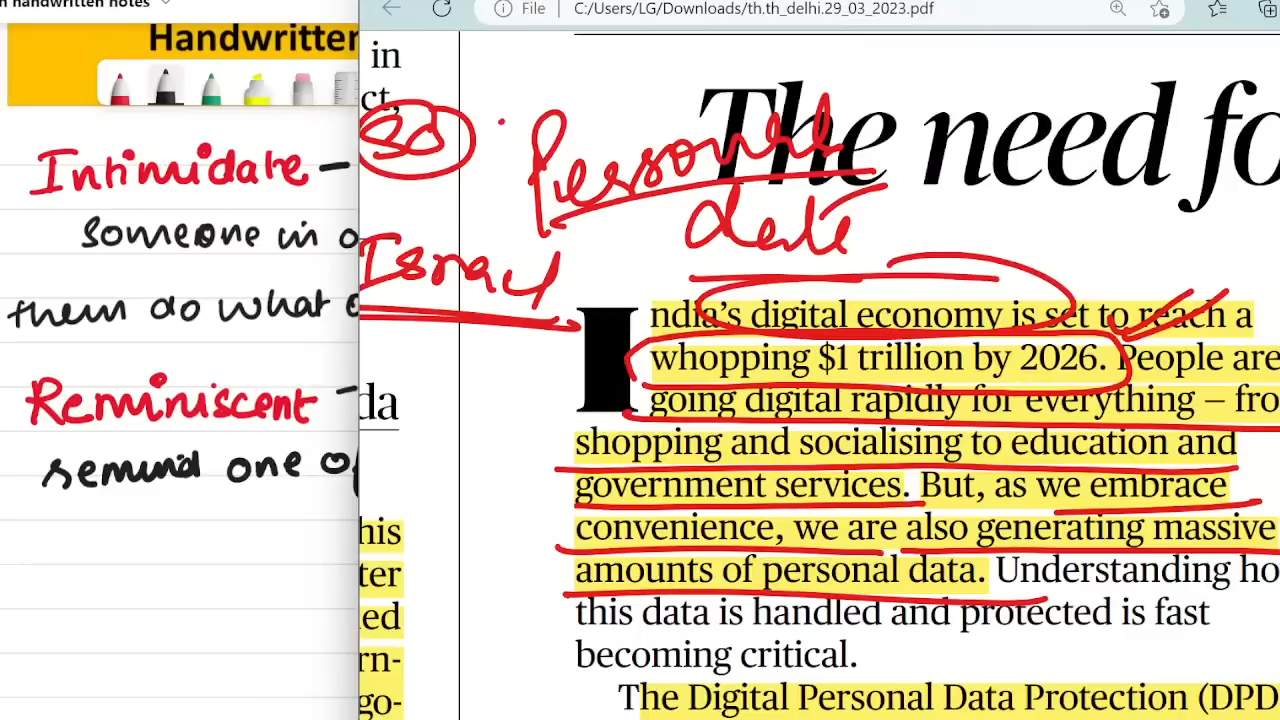 handwritten notes
Handwritten
Intimidate –
someone in
them do what
Reminiscent –
remind one of
File
C:/Users/LG/Downloads/th.th_delhi.29_03_2023.pdf
in
ct,
Personal
data
Israel
da
his
ter
ed
rn-
go-
The need fo
India’s digital economy is set to reach a
whopping $1 trillion by 2026. People are
going digital rapidly for everything – fro
shopping and socialising to education and
government services. But, as we embrace
convenience, we are also generating massive
amounts of personal data. Understanding ho
this data is handled and protected is fast
becoming critical.
The Digital Personal Data Protection (DPD